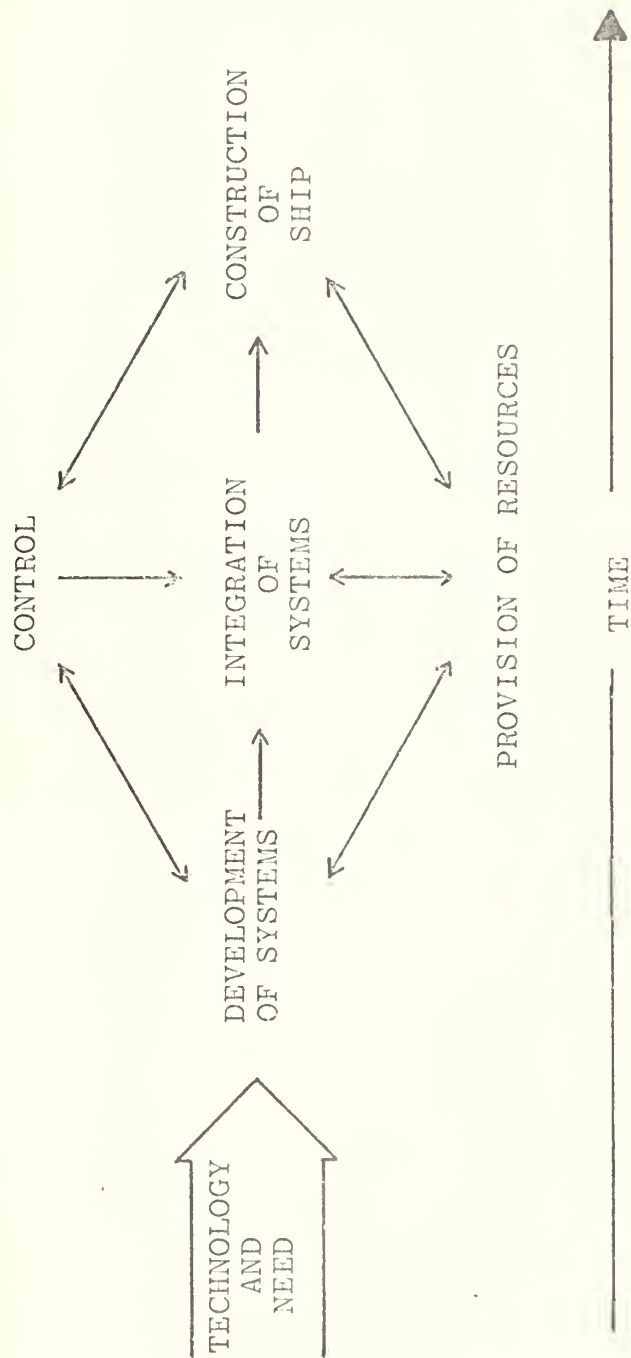 CONTROL
TECHNOLOGY
AND
NEED
DEVELOPMENT
OF SYSTEMS
INTEGRATION
OF
SYSTEMS
CONSTRUCTION
OF
SHIP
PROVISION OF RESOURCES
TIME